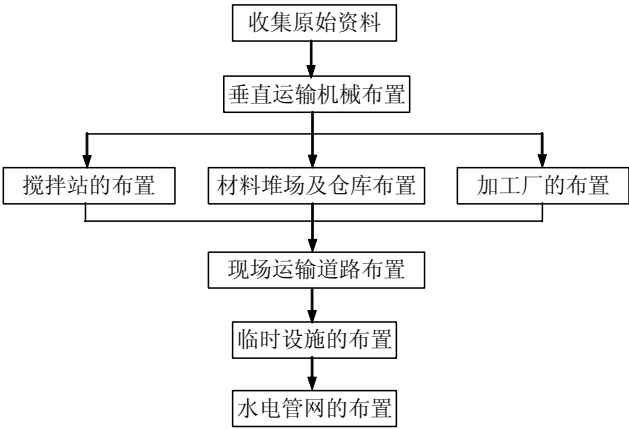 收集原始资料
垂直运输机械布置
搅拌站的布置
材料堆场及仓库布置
加工厂的布置
现场运输道路布置
临时设施的布置
水电管网的布置